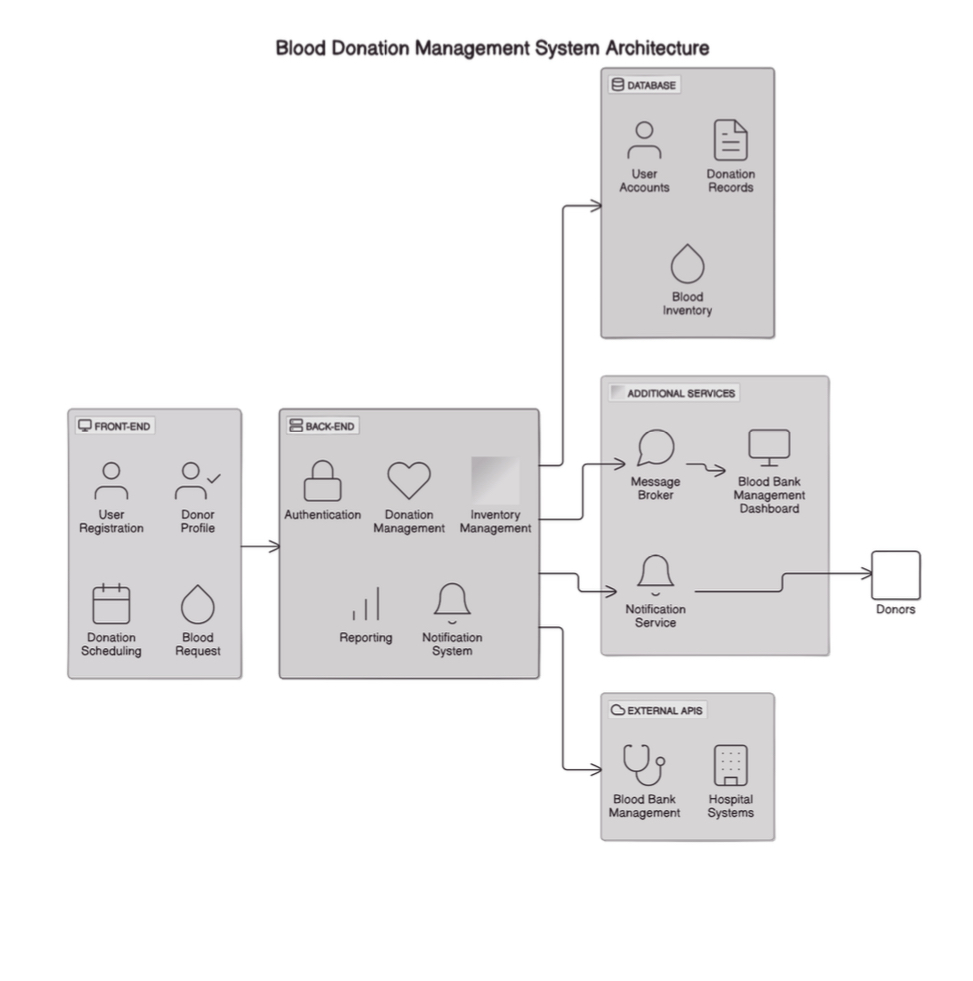 Blood Donation Management System Architecture
DATABASE
User
Accounts
Donation
Records
Blood
Inventory
FRONT-END
User
Registration
Donor
Profile
Donation
Scheduling
Blood
Request
BACK-END
Authentication
Donation
Management
Inventory
Management
Reporting
Notification
System
ADDITIONAL SERVICES
Message
Broker
Blood Bank
Management
Dashboard
Notification
Service
Donors
EXTERNAL APIS
Blood Bank
Management
Hospital
Systems